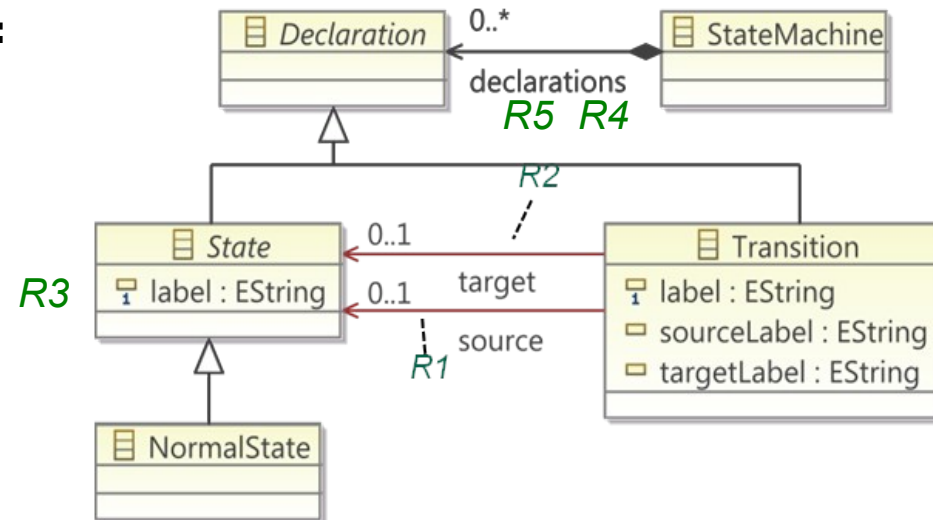 :
Declaration
0..*
StateMachine
declarations
R5 R4
R2
State
0..1
Transition
R3
label : EString
target
label : EString
0..1
source
sourceLabel : EString
R1
targetLabel : EString
NormalState